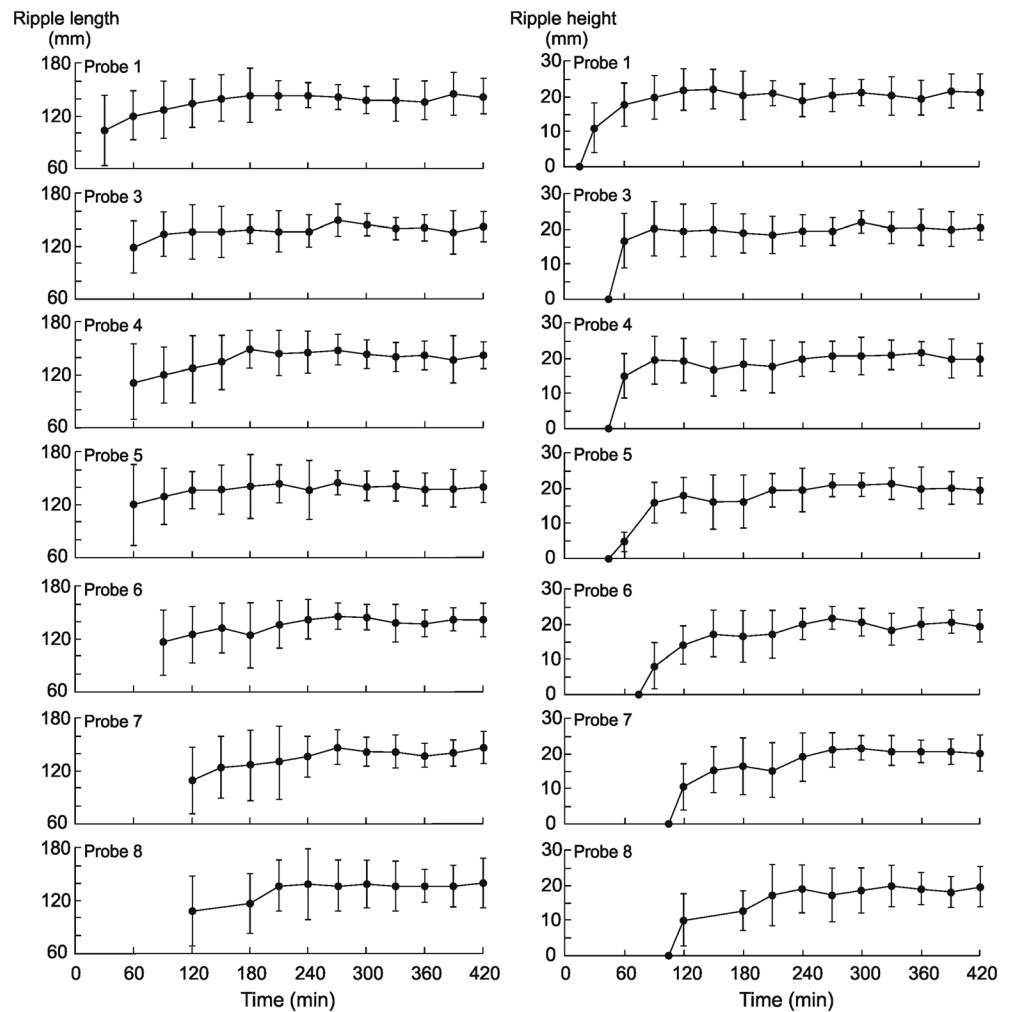 Ripple length
(mm)
Ripple height
(mm)
180
120
60
Probe 1
30
20
10
0
Probe 1
180
120
60
Probe 3
30
20
10
0
Probe 3
180
120
60
Probe 4
30
20
10
0
Probe 4
180
120
60
Probe 5
30
20
10
0
Probe 5
180
120
60
Probe 6
30
20
10
0
Probe 6
180
120
60
Probe 7
30
20
10
0
Probe 7
180
120
60
Probe 8
30
20
10
0
Probe 8
0 60 120 180 240 300 360 420
0 60 120 180 240 300 360 420
Time (min)
Time (min)